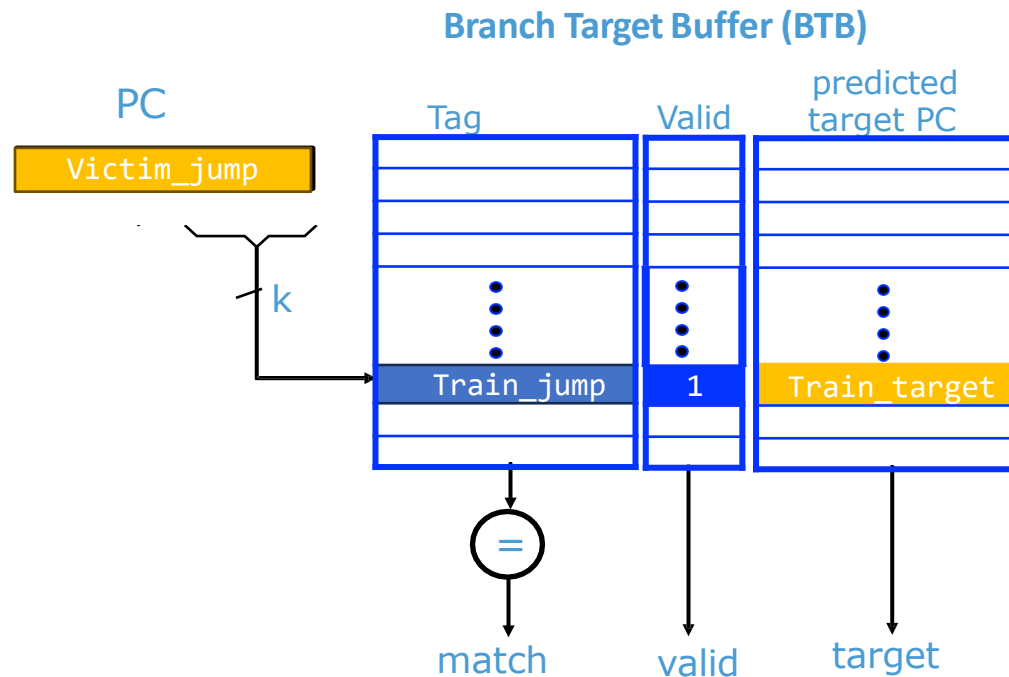 Branch Target Buffer (BTB)
PC
Tag
Valid
predicted
target PC
Victim_jump
k
Train_jump
1
Train_target
=
match
valid
target